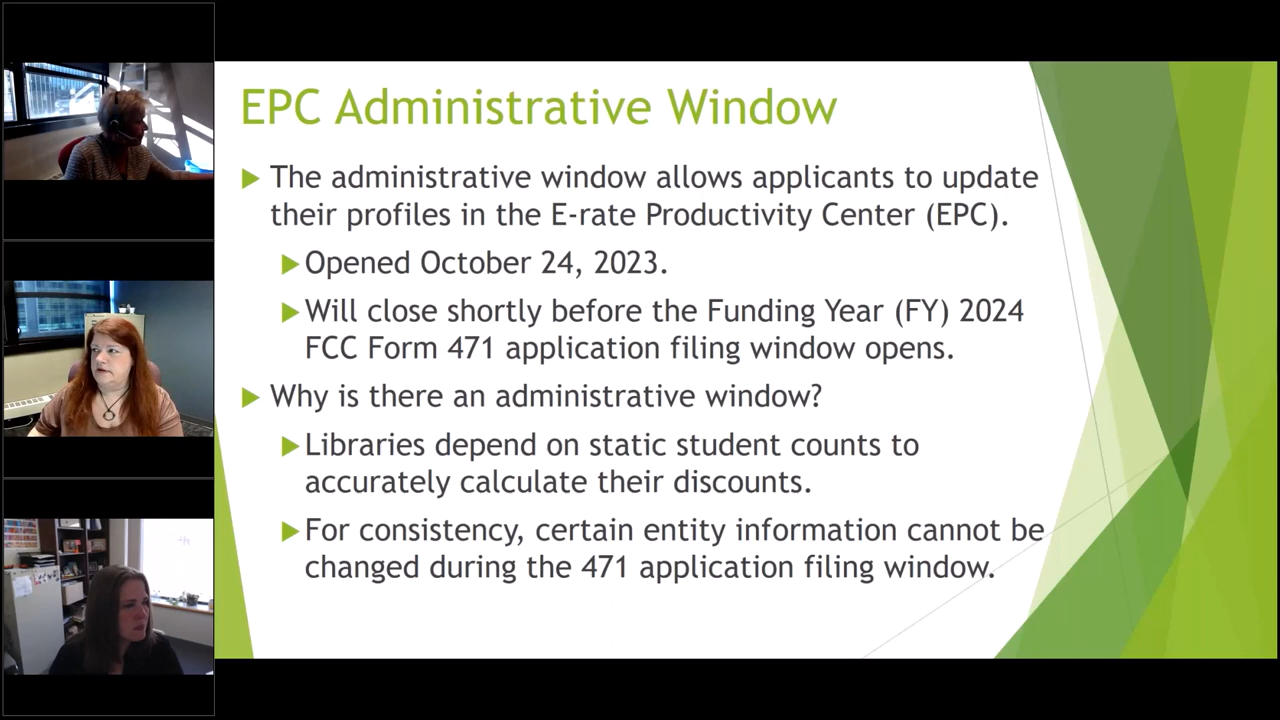 EPC Administrative Window
The administrative window allows applicants to update
their profiles in the E-rate Productivity Center (EPC).
Opened October 24, 2023.
Will close shortly before the Funding Year (FY) 2024
FCC Form 471 application filing window opens.
Why is there an administrative window?
Libraries depend on static student counts to
accurately calculate their discounts.
For consistency, certain entity information cannot be
changed during the 471 application filing window.